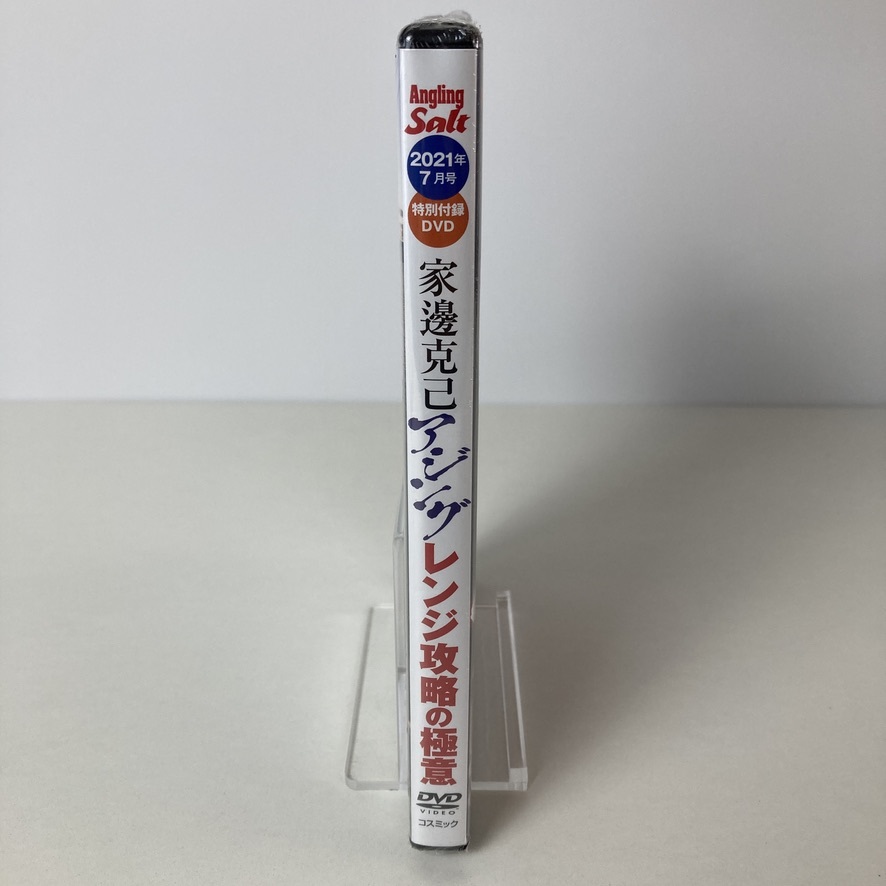 Angling
Salt
2021年
7月号
特別付録
DVD
家邊克己
アジング
レンジ攻略の極意
DVD
VIDEO
コスミック